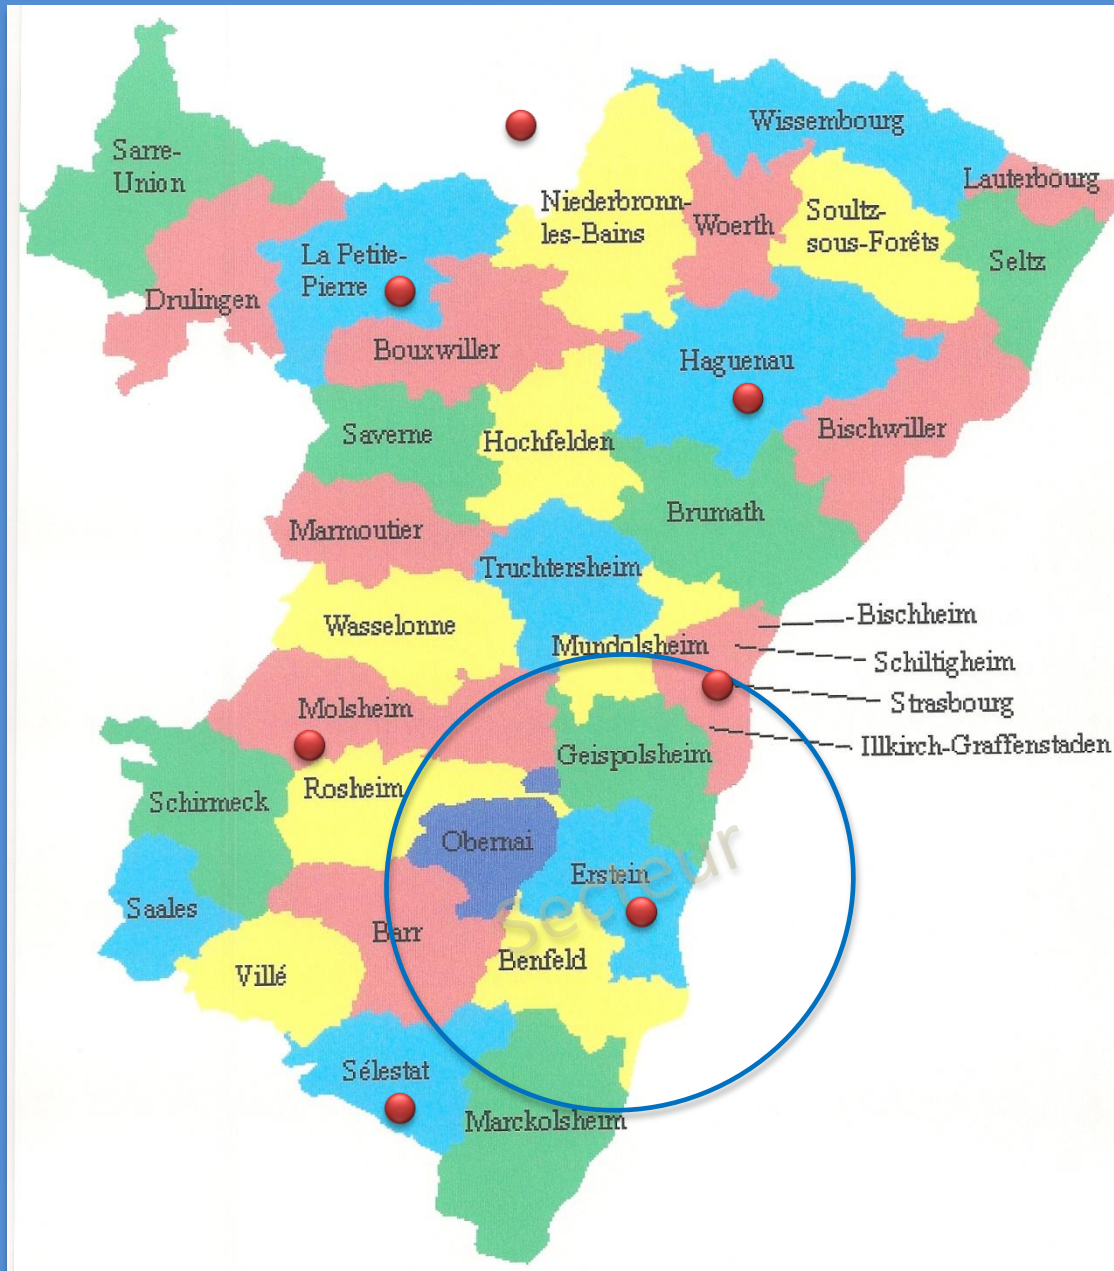 Wissembourg
Sarre-
Union
Lauterbourg
Niederbronn-
les-Bains
Woerth
Soultz-
sous-Forêts
Seltz
La Petite-
Pierre
Drulingen
Bouxwiller
Haguenau
Saverne
Hochfelden
Bischwiller
Brumath
Marmoutier
Truchtersheim
Wasselonne
Bischheim
Mundolsheim
Schiltigheim
Strasbourg
Molsheim
Illkirch-Graffenstaden
Geispolsheim
Rosheim
Schirmeck
Obernai
Secteur
Erstein
Saales
Barr
Benfeld
Villé
Sélestat
Marckolsheim